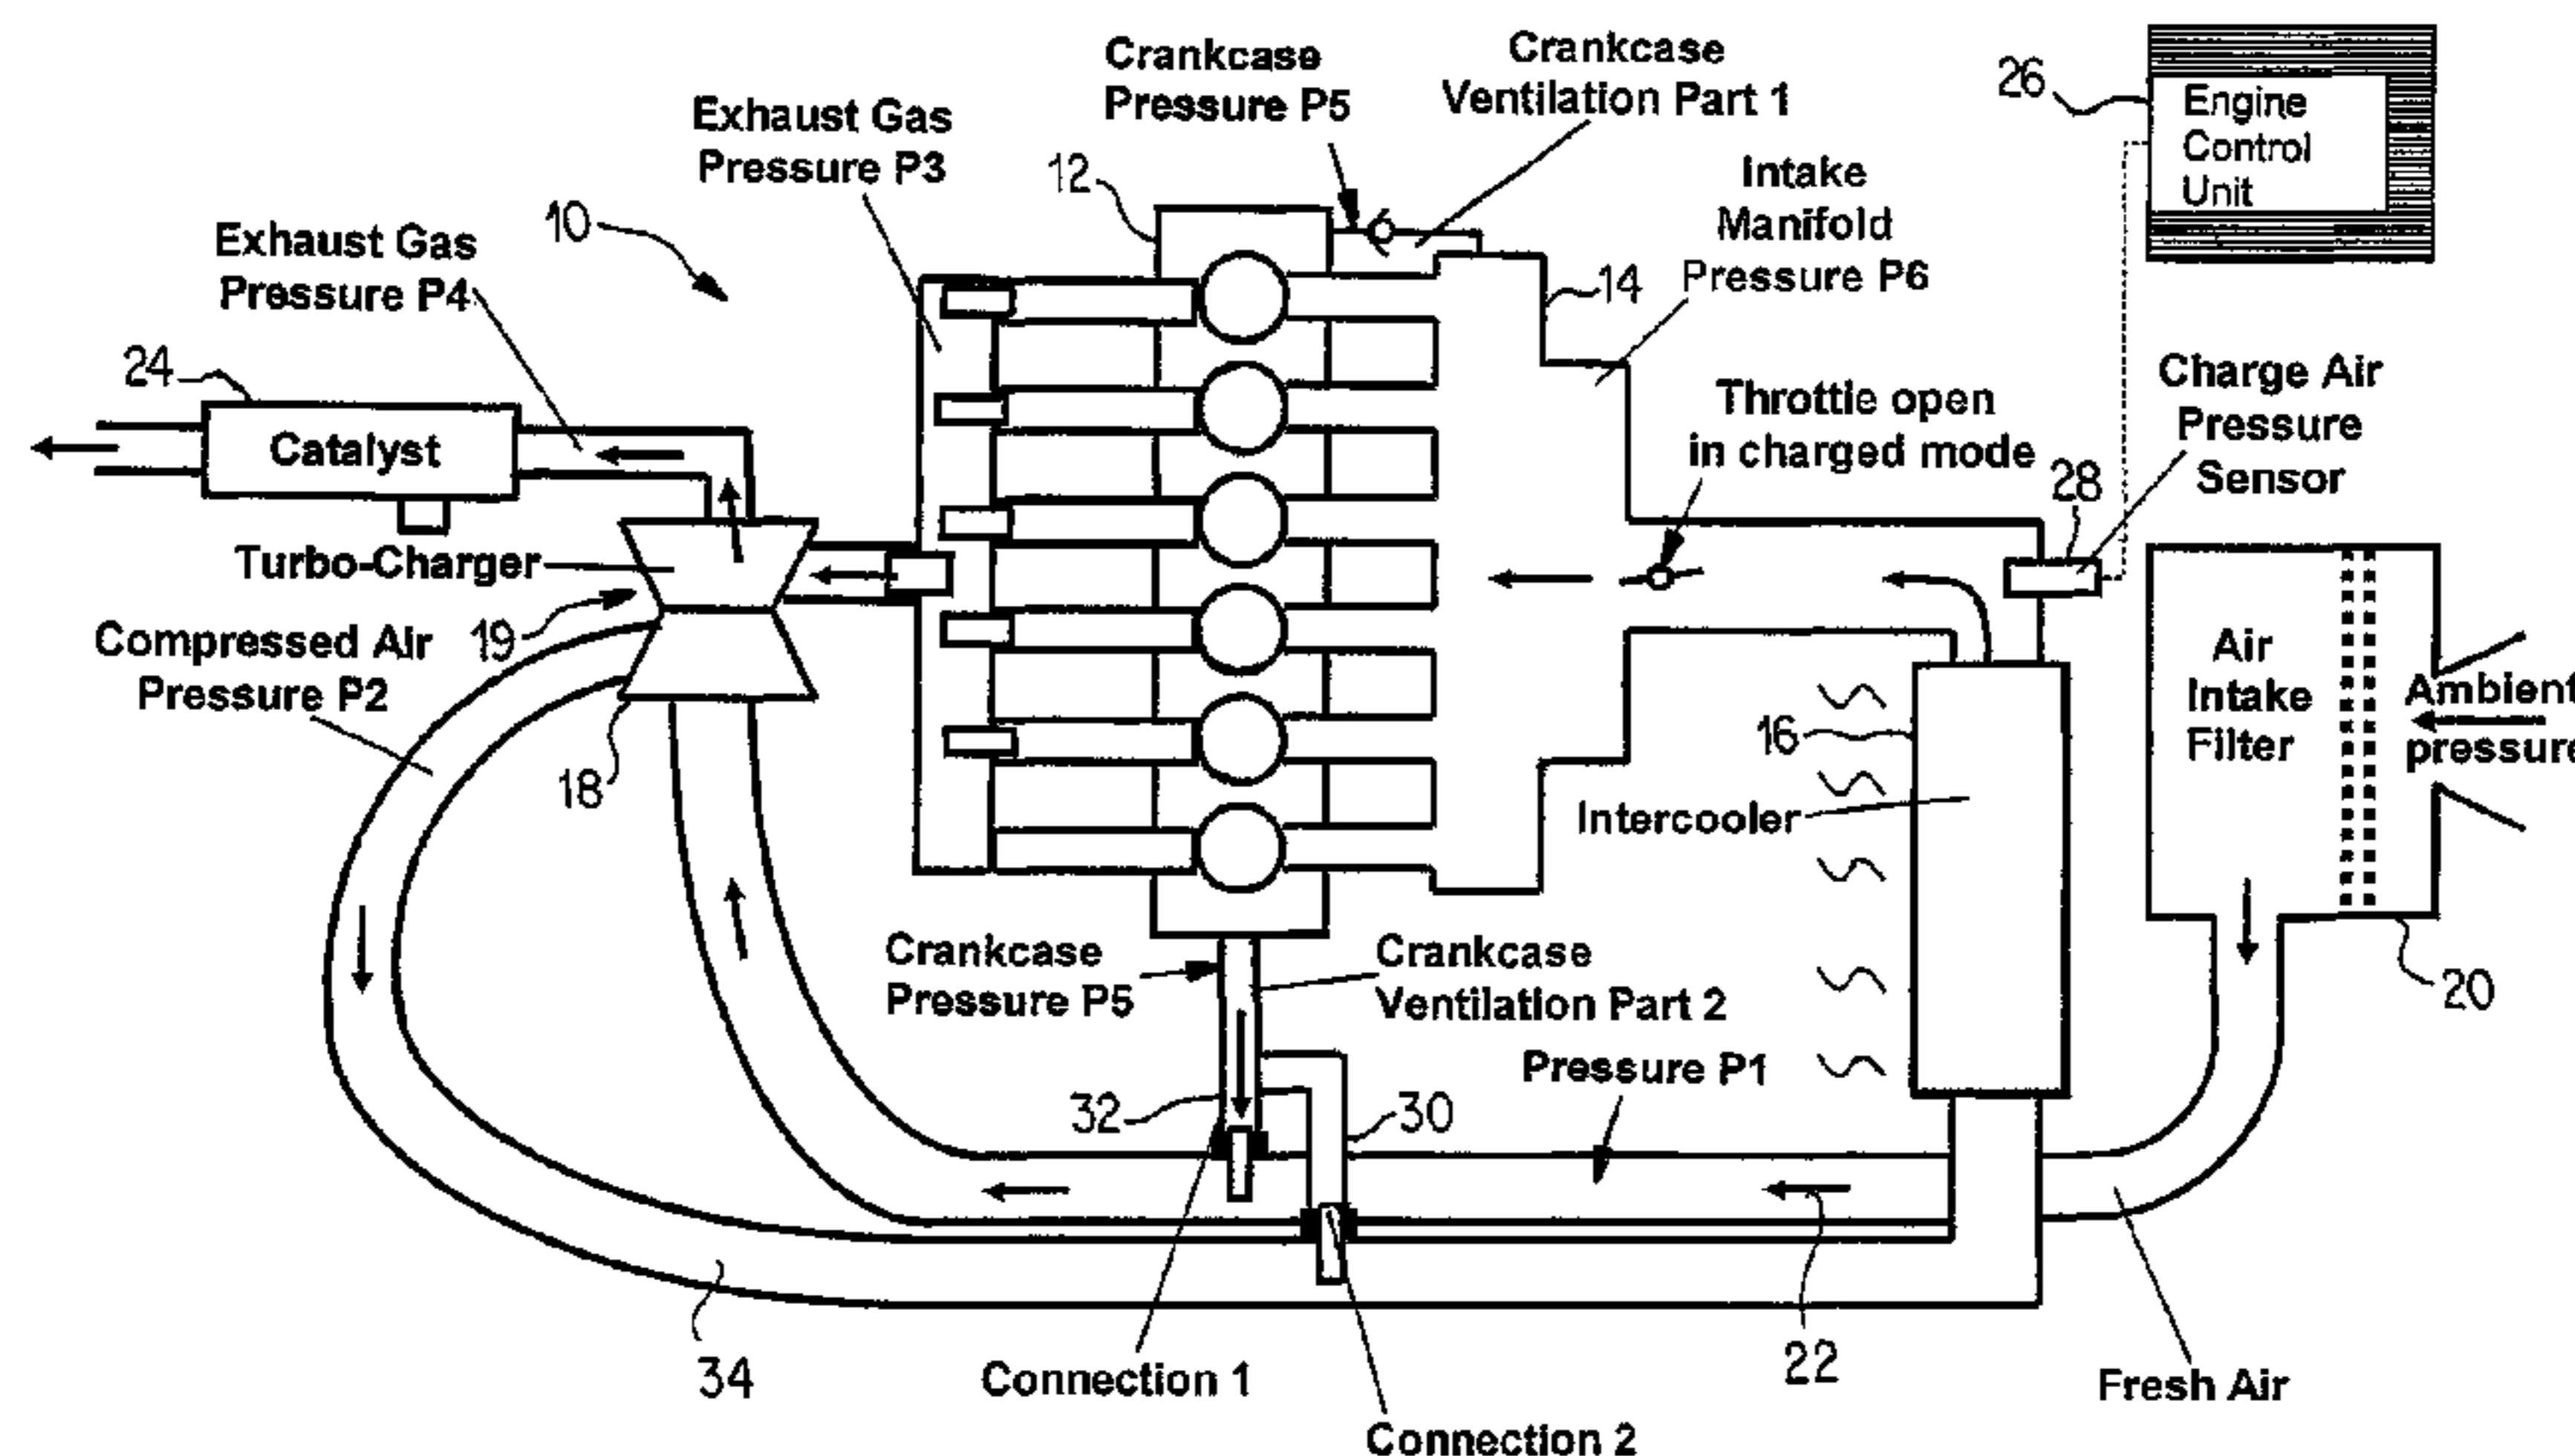 Crankcase
Pressure P5
Crankcase
Ventilation Part 1
26
Engine
Control
Unit
Exhaust Gas
Pressure P3
12
Intake
Manifold
Pressure P6
10
Exhaust Gas
Pressure P4
14
24
Catalyst
Throttle open
in charged mode
Charge Air
Pressure
Sensor
28
Turbo-Charger
19
Compressed Air
Pressure P2
18
16
Intercooler
Air
Intake
Filter
Ambient
pressure
20
Crankcase
Pressure P5
Crankcase
Ventilation Part 2
Pressure P1
32
30
34
Connection 1
Connection 2
22
Fresh Air